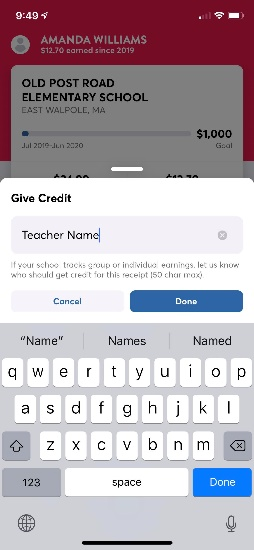 9:49
AMANDA WILLIAMS
$12.70 earned since 2019
OLD POST ROAD
ELEMENTARY SCHOOL
EAST WALPOLE, MA
$1,000
Jul 2019-Jun 2020
Goal
Give Credit
Teacher Name
If your school tracks group or individual earnings, let us know
who should get credit for this receipt (50 char max)
Cancel
Done
“Name”
Names
Named
q w e r t y u i o p
a s d f g h j k l
z x c v b n m
123
space
Done